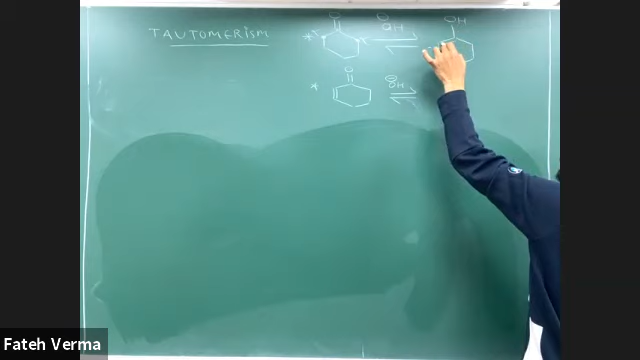 TAUTOMERISM
* O ⊖OH OH
* O ⊖OH
Fateh Verma